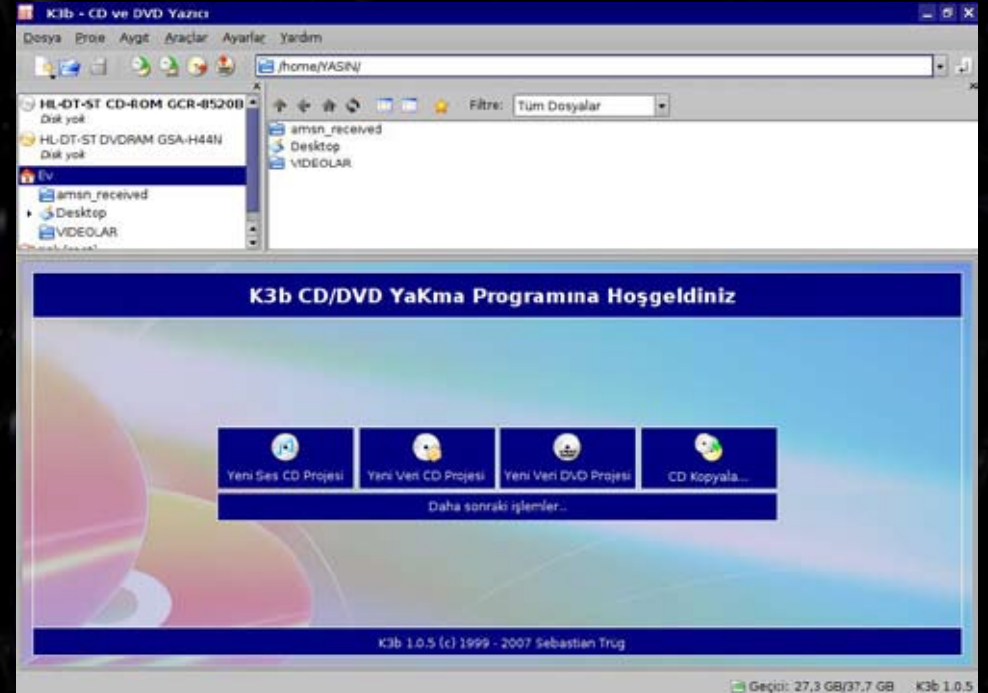 K3b - CD ve DVD Yazıcı
Dosya Proje Aygıt Araçlar Ayarlar Yardım
/home/YASIN/
HL-DT-ST CD-ROM GCR-8520B
Disk yok
HL-DT-ST DVDRAM GSA-H44N
Disk yok
Ev
amsn_received
Desktop
VIDEOLAR
Filtre: Tüm Dosyalar
amsn_received
Desktop
VIDEOLAR
K3b CD/DVD YaKma Programına Hoşgeldiniz
Yeni Ses CD Projesi
Yeni Veri CD Projesi
Yeni Veri DVD Projesi
CD Kopyala...
Daha sonraki işlemler...
K3b 1.0.5 (c) 1999 - 2007 Sebastian Trüg
Geçici: 27,3 GB/37,7 GB K3b 1.0.5